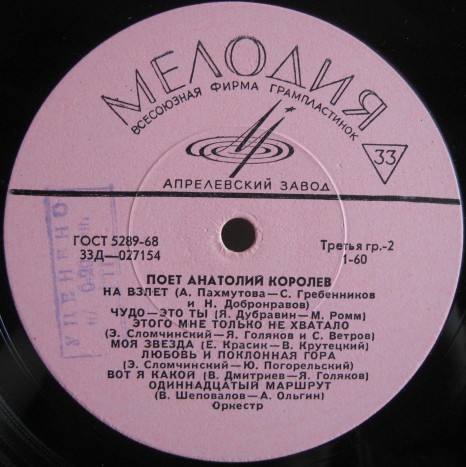 МЕЛОДИЯ
ВСЕСОЮЗНАЯ ФИРМА ГРАМПЛАСТИНОК
33
АПРЕЛЕВСКИЙ ЗАВОД
УЦЕНЕНО
ГОСТ 5289-68
33Д—027154
Третья гр.-2
1-60
ПОЕТ АНАТОЛИЙ КОРОЛЕВ
НА ВЗЛЕТ (А. Пахмутова—С. Гребенников
и Н. Добронравов)
ЧУДО—ЭТО ТЫ (Я. Дубравин—М. Ромм)
ЭТОГО МНЕ ТОЛЬКО НЕ ХВАТАЛО
(Э. Сломчинский—Я. Голяков и С. Ветров)
МОЯ ЗВЕЗДА (Е. Красик—В. Крутецкий)
ЛЮБОВЬ И ПОКЛОННАЯ ГОРА
(Э. Сломчинский—Ю. Погорельский)
ВОТ Я КАКОЙ (В. Дмитриев—Я. Голяков)
ОДИННАДЦАТЫЙ МАРШРУТ
(В. Шеповалов—А. Ольгин)
Оркестр